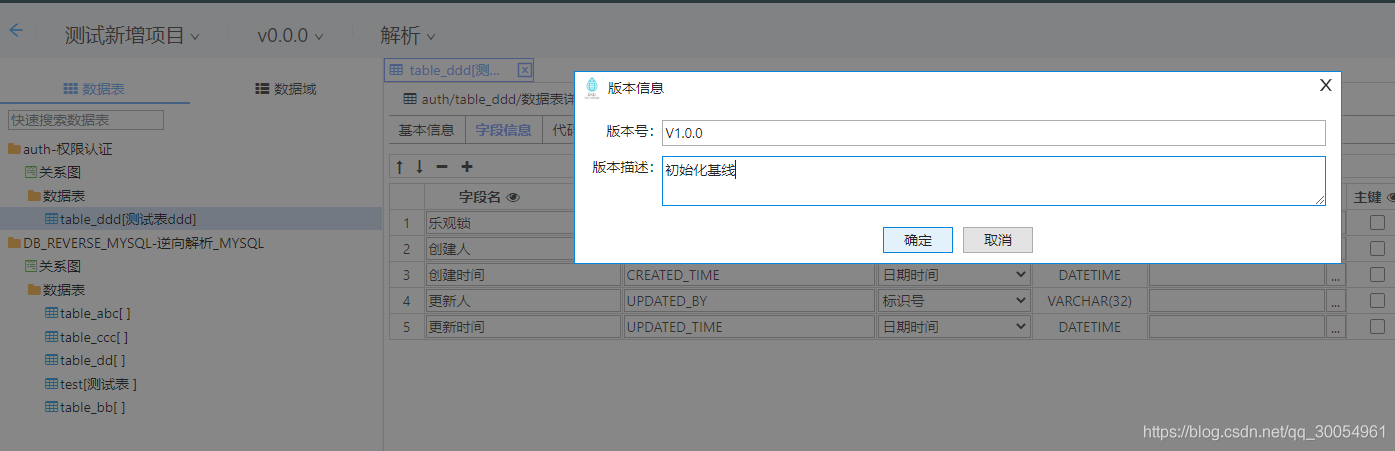 测试新增项目 v0.0.0 解析
数据表 数据域
快速搜索数据表
auth-权限认证
关系图
数据表
table_ddd[测试表ddd]
DB_REVERSE_MYSQL-逆向解析_MYSQL
关系图
数据表
table_abc[ ]
table_ccc[ ]
table_dd[ ]
test[测试表 ]
table_bb[ ]
table_ddd[测...
auth/table_ddd/数据表详
基本信息 字段信息 代码
字段名 主键
1 乐观锁
2 创建人
3 创建时间 CREATED_TIME 日期时间 DATETIME ...
4 更新人 UPDATED_BY 标识号 VARCHAR(32) ...
5 更新时间 UPDATED_TIME 日期时间 DATETIME ...
版本信息 X
版本号: V1.0.0
版本描述: 初始化基线
确定 取消
https://blog.csdn.net/qq_30054961